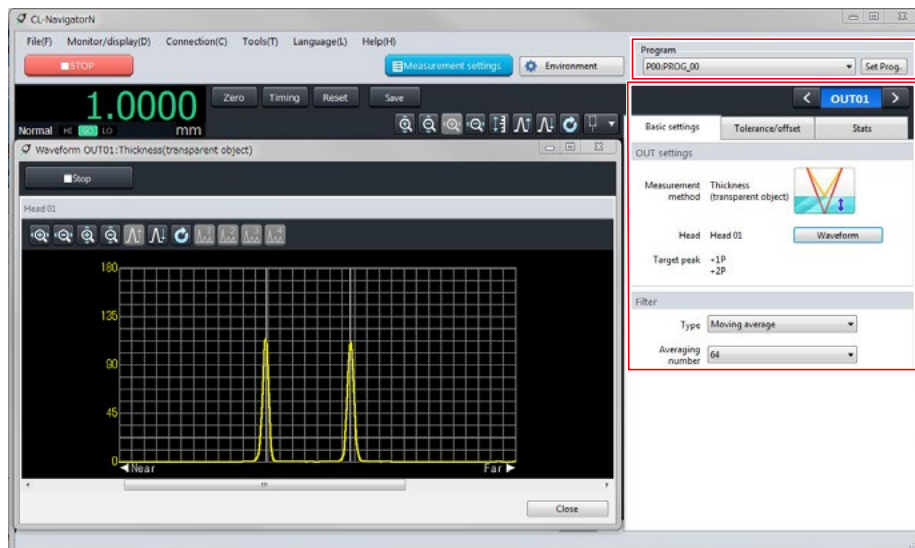 CL-NavigatorN
File(F) Monitor/display(D) Connection(C) Tools(T) Language(L) Help(H)
STOP
Measurement settings
Environment
Program
P00:PROG_00
Set Prog.
1.0000
mm
Normal HI GO LO
Zero Timing Reset Save
Waveform OUT01:Thickness(transparent object)
Stop
Head 01
180
135
90
45
0
Near Far
Close
OUT01
Basic settings Tolerance/offset Stats
OUT settings
Measurement method Thickness (transparent object)
Head Head 01 Waveform
Target peak +1P
+2P
Filter
Type Moving average
Averaging number 64